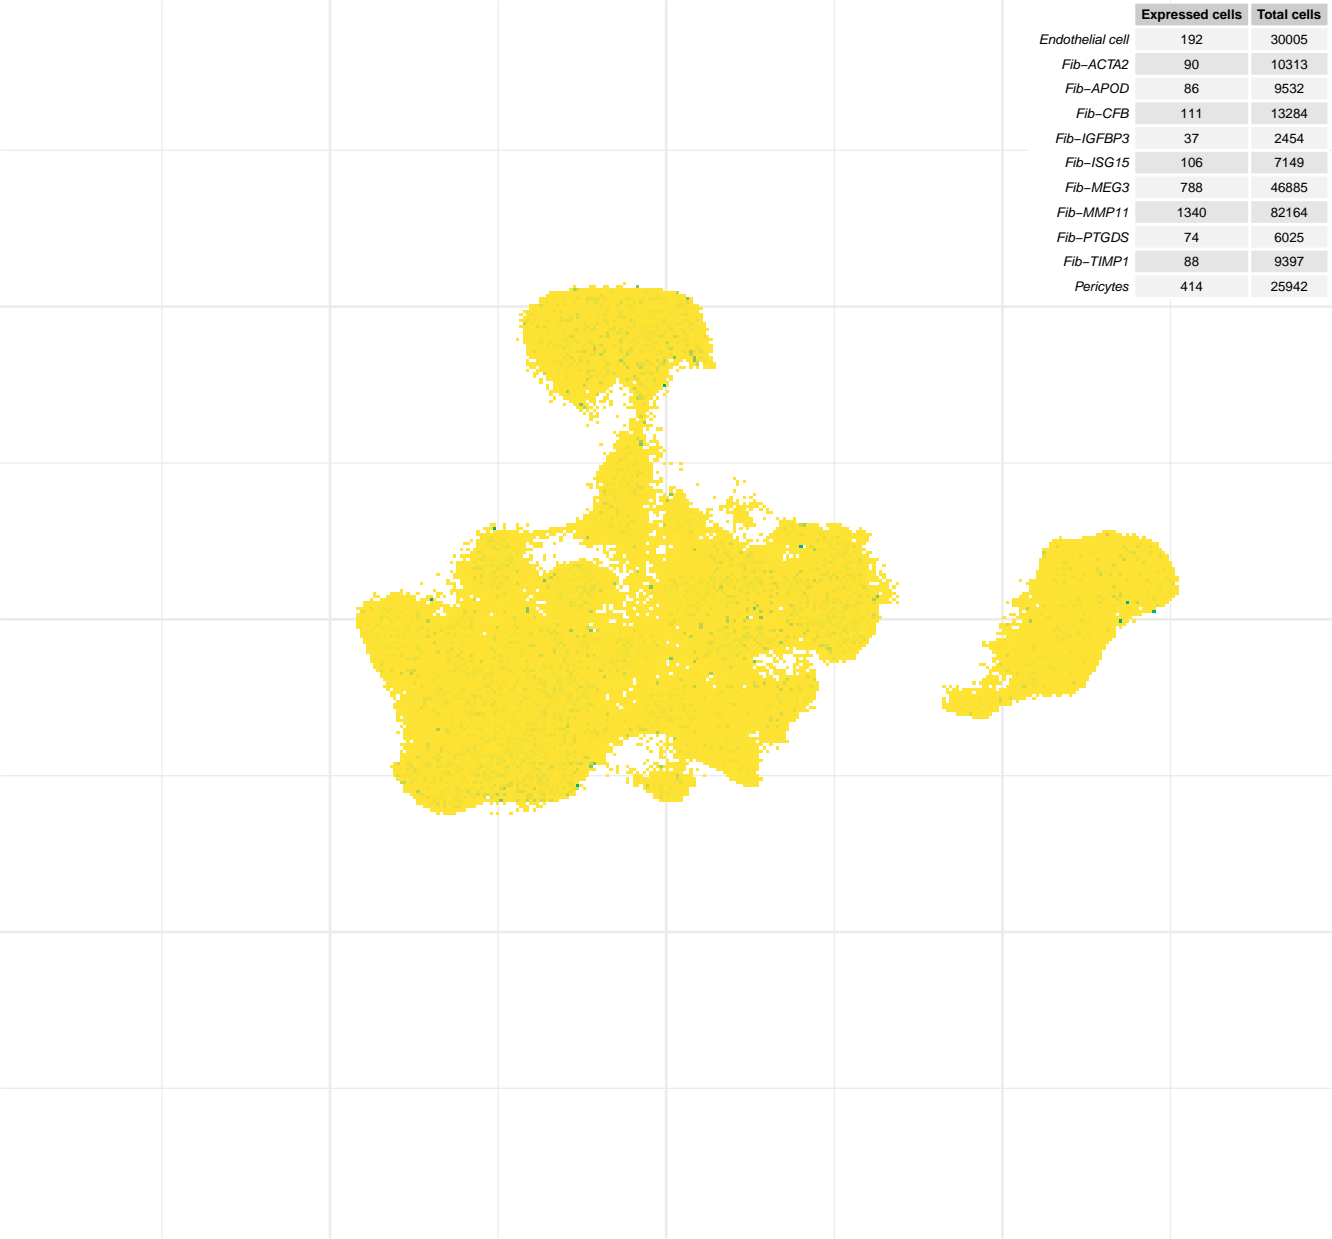 Expressed cells Total cells
Endothelial cell 192 30005
Fib−ACTA2 90 10313
Fib−APOD 86 9532
Fib−CFB 111 13284
Fib−IGFBP3 37 2454
Fib−ISG15 106 7149
Fib−MEG3 788 46885
Fib−MMP11 1340 82164
Fib−PTGDS 74 6025
Fib−TIMP1 88 9397
Pericytes 414 25942